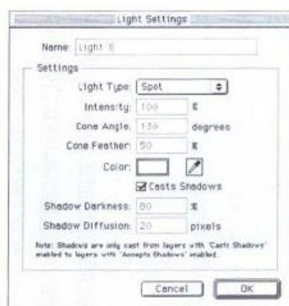 Light Settings
Name: Light
Settings
Light Type: Spot
Intensity: 100 %
Cone Angle: degrees
Cone Feather: 50 %
Color:
Casts Shadows
Shadow Darkness: 80 %
Shadow Diffusion: 20 pixels
Note: Shadows are only cast from layers with 'Casts Shadows'
enabled to layers with 'Accepts Shadows' enabled.
Cancel OK